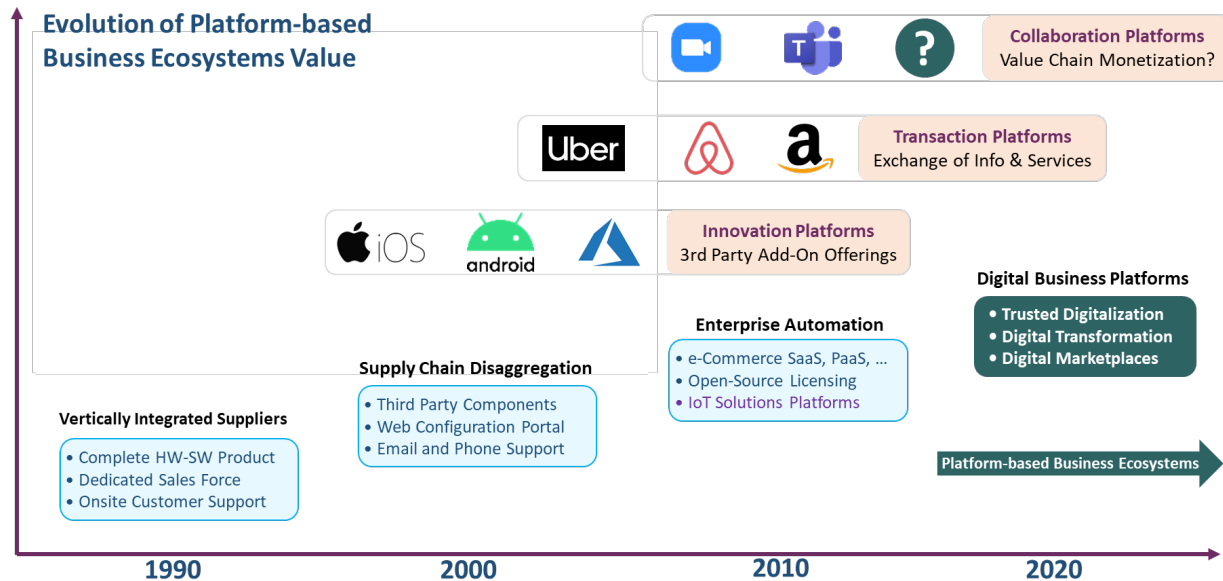 Evolution of Platform-based
Business Ecosystems Value
Collaboration Platforms
Value Chain Monetization?
T
?
Uber
a
Transaction Platforms
Exchange of Info & Services
iOS
android
Innovation Platforms
3rd Party Add-On Offerings
Digital Business Platforms
• Trusted Digitalization
• Digital Transformation
• Digital Marketplaces
Enterprise Automation
• e-Commerce SaaS, PaaS, ...
• Open-Source Licensing
• IoT Solutions Platforms
Supply Chain Disaggregation
• Third Party Components
• Web Configuration Portal
• Email and Phone Support
Vertically Integrated Suppliers
• Complete HW-SW Product
• Dedicated Sales Force
• Onsite Customer Support
Platform-based Business Ecosystems
1990
2000
2010
2020